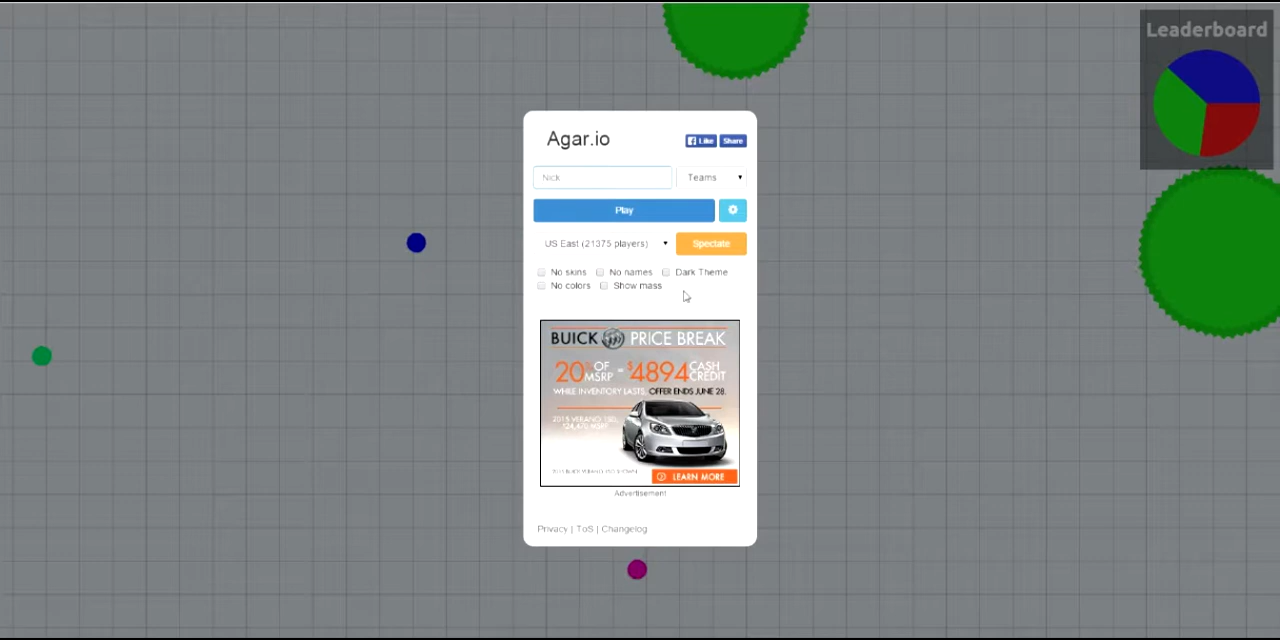 Leaderboard
Agar.io
Like Share
Nick
Teams
Play
US East (21375 players)
Spectate
No skins No names Dark Theme
No colors Show mass
BUICK PRICE BREAK
20% OF MSRP = $4894 CASH CREDIT
WHILE INVENTORY LASTS. OFFER ENDS JUNE 28.
LEARN MORE
Advertisement
Privacy | ToS | Changelog